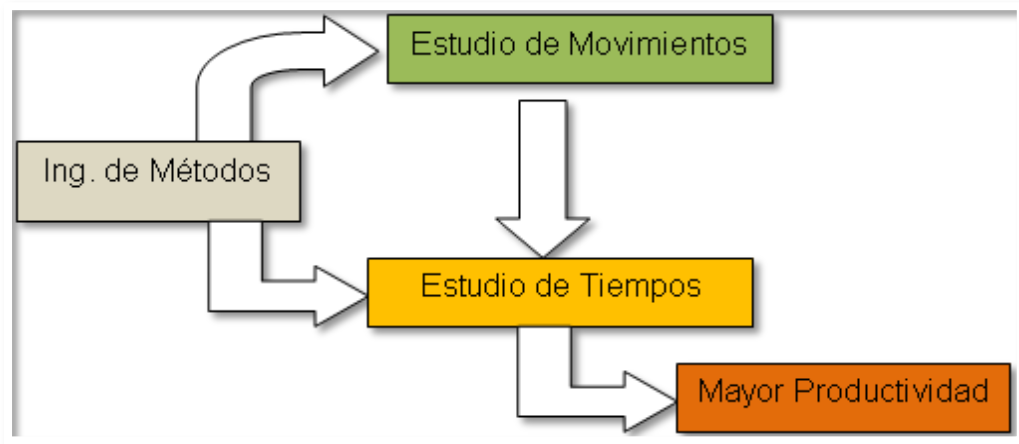 Estudio de Movimientos
Ing. de Métodos
Estudio de Tiempos
Mayor Productividad